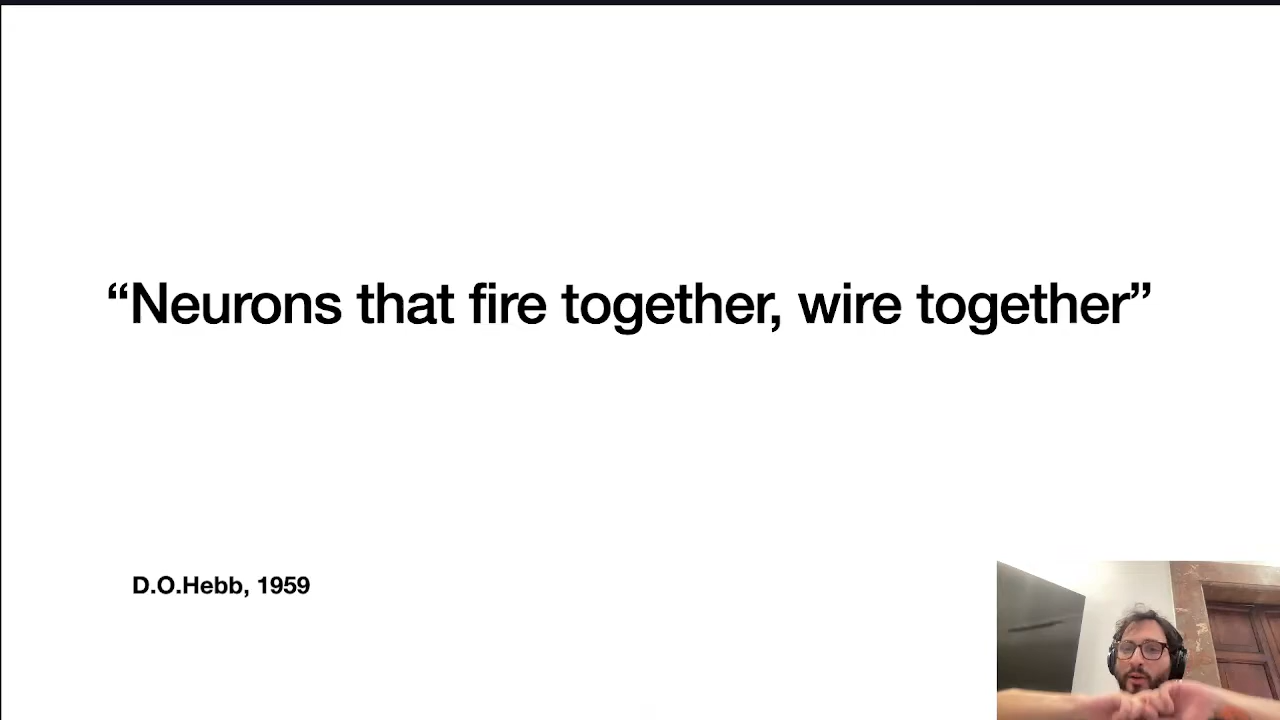 “Neurons that fire together, wire together”
D.O.Hebb, 1959